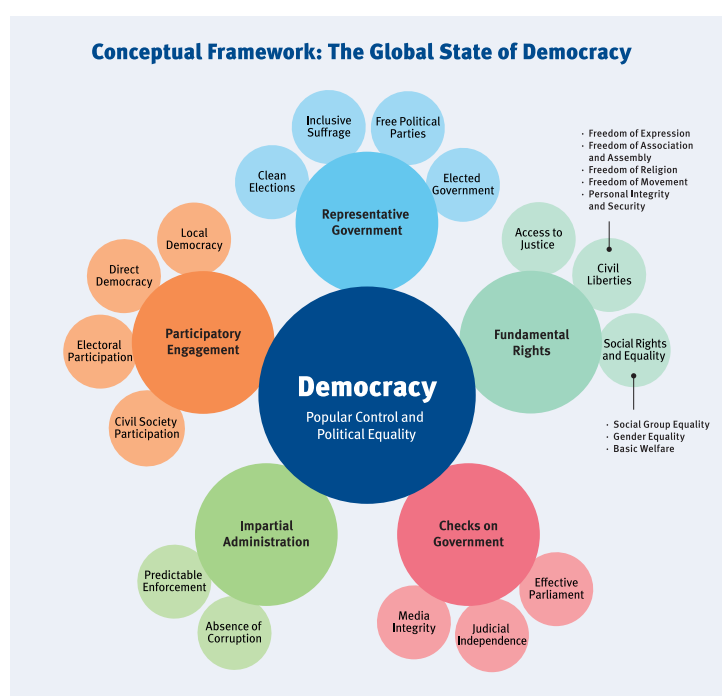 Conceptual Framework: The Global State of Democracy
Inclusive
Suffrage
Free Political
Parties
Clean
Elections
Elected
Government
Representative
Government
· Freedom of Expression
· Freedom of Association
and Assembly
· Freedom of Religion
· Freedom of Movement
· Personal Integrity
and Security
Local
Democracy
Direct
Democracy
Electoral
Participation
Civil Society
Participation
Participatory
Engagement
Access to
Justice
Civil
Liberties
Social Rights
and Equality
Fundamental
Rights
· Social Group Equality
· Gender Equality
· Basic Welfare
Democracy
Popular Control and
Political Equality
Impartial
Administration
Predictable
Enforcement
Absence of
Corruption
Checks on
Government
Effective
Parliament
Media
Integrity
Judicial
Independence